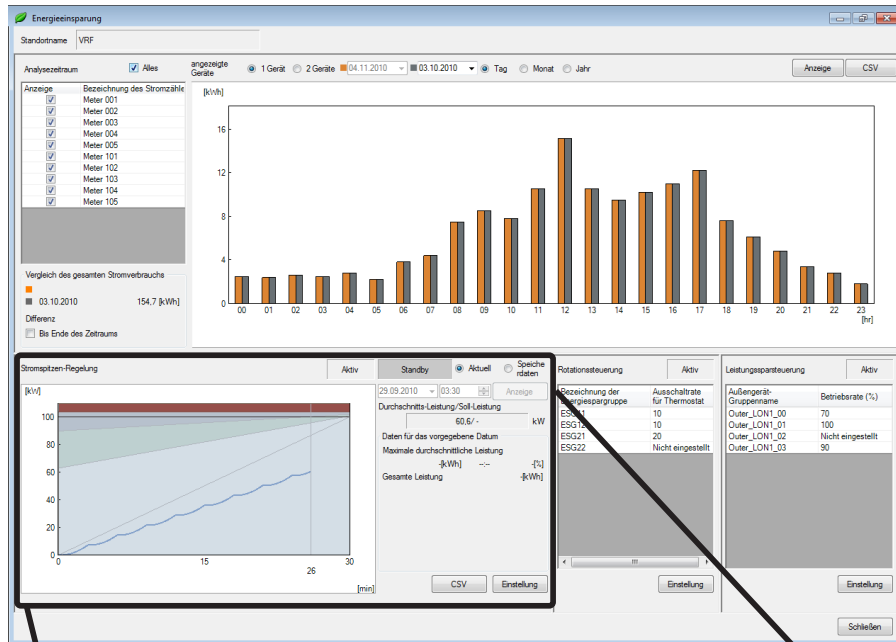 Energieeinsparung
Standortname VRF
Analysezeitraum Alles
angezeigte Geräte 1 Gerät 2 Geräte 04.11.2010 03.10.2010 Tag Monat Jahr Anzeige CSV
Anzeige Bezeichnung des Stromzähle
Meter 001
Meter 002
Meter 003
Meter 004
Meter 005
Meter 101
Meter 102
Meter 103
Meter 104
Meter 105
[kWh]
16
12
8
4
0
00 01 02 03 04 05 06 07 08 09 10 11 12 13 14 15 16 17 18 19 20 21 22 23
[hr]
Vergleich des gesamten Stromverbrauchs
03.10.2010 154,7 [kWh]
Differenz
Bis Ende des Zeitraums
Stromspitzen-Regelung Aktiv Standby Aktuell Speiche
rdaten
[kW]
100
80
60
40
20
0
0 15 30
26
[min]
29.09.2010 03:30 Anzeige
Durchschnitts-Leistung/Soll-Leistung
60,6/ - kW
Daten für das vorgegebene Datum
Maximale durchschnittliche Leistung
-[kWh] --:-- -[%]
Gesamte Leistung -[kWh]
CSV Einstellung
Rotationssteuerung Aktiv
Bezeichnung der Ausschaltrate
Energiespargruppe für Thermostat
ESG11 10
ESG12 10
ESG21 20
ESG22 Nicht eingestellt
Einstellung
Leistungssparsteuerung Aktiv
Außengerät-
Gruppenname Betriebsrate (%)
Outer_LON1_00 70
Outer_LON1_01 100
Outer_LON1_02 Nicht eingestellt
Outer_LON1_03 90
Einstellung
Schließen